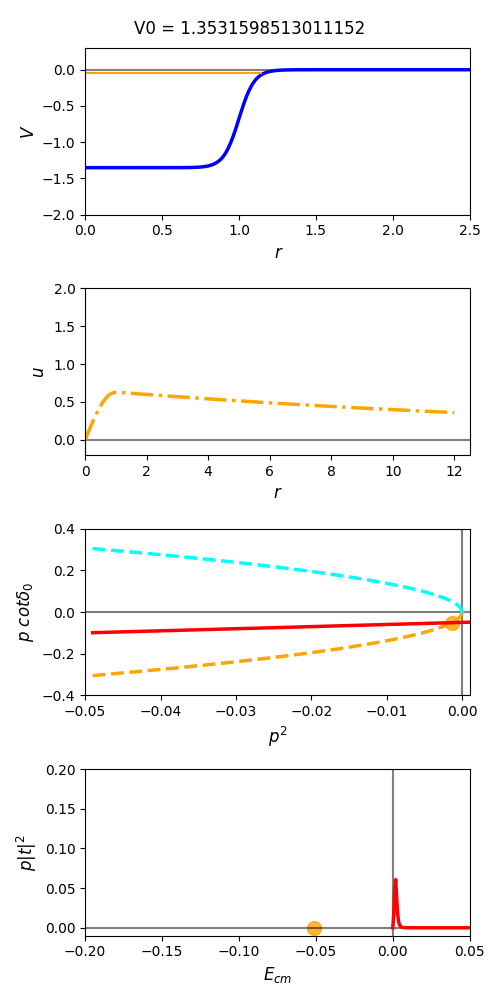 V0 = 1.3531598513011152
0.0
−0.5
−1.0
−1.5
−2.0
V
0.0 0.5 1.0 1.5 2.0 2.5
r
2.0
1.5
1.0
0.5
0.0
u
0 2 4 6 8 10 12
r
0.4
0.2
0.0
−0.2
−0.4
p cotδ0
−0.05 −0.04 −0.03 −0.02 −0.01 0.00
p²
0.20
0.15
0.10
0.05
0.00
p|t|²
−0.20 −0.15 −0.10 −0.05 0.00 0.05
Ecm